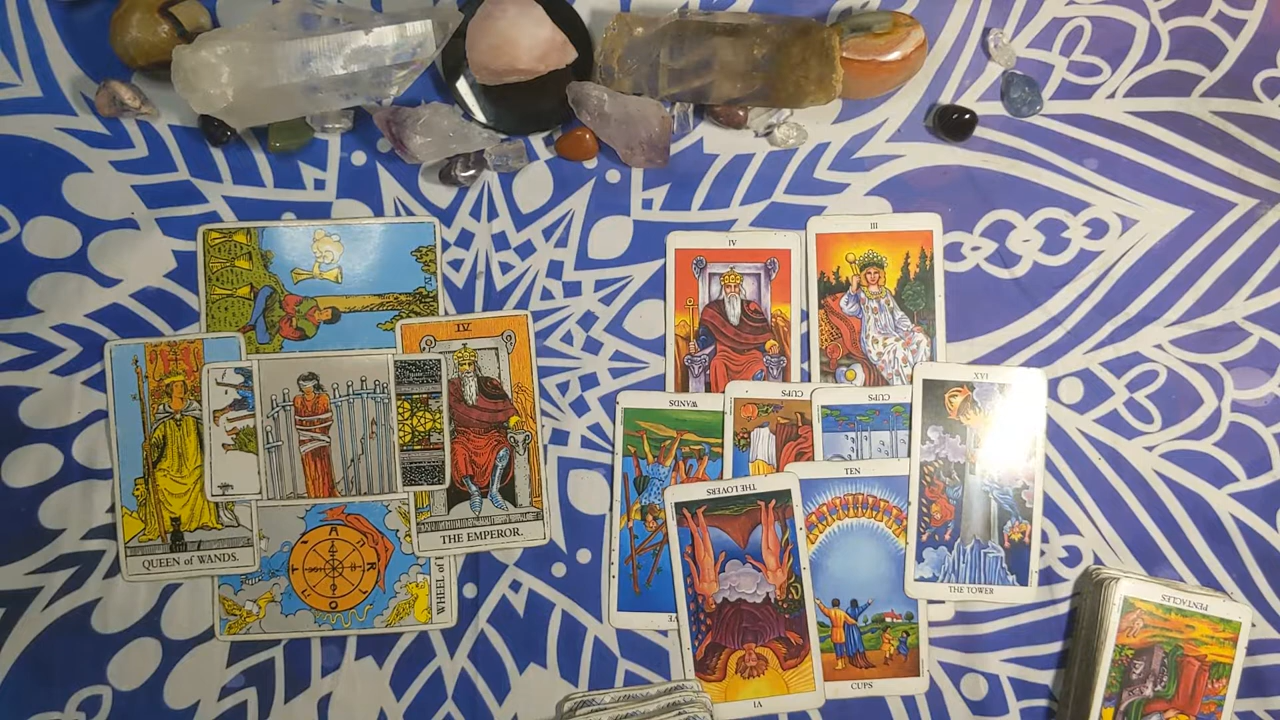 IV
QUEEN of WANDS.
IV
THE EMPEROR.
WHEEL of
IV
III
WANDS
CUPS
CUPS
TEN
CUPS
THE LOVERS
VI
XVI
THE TOWER
PENTACLES